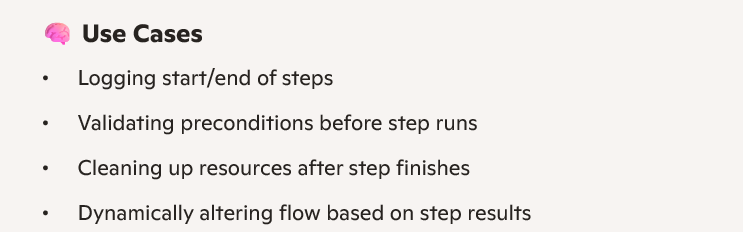 🧠 Use Cases
• Logging start/end of steps
• Validating preconditions before step runs
• Cleaning up resources after step finishes
• Dynamically altering flow based on step results